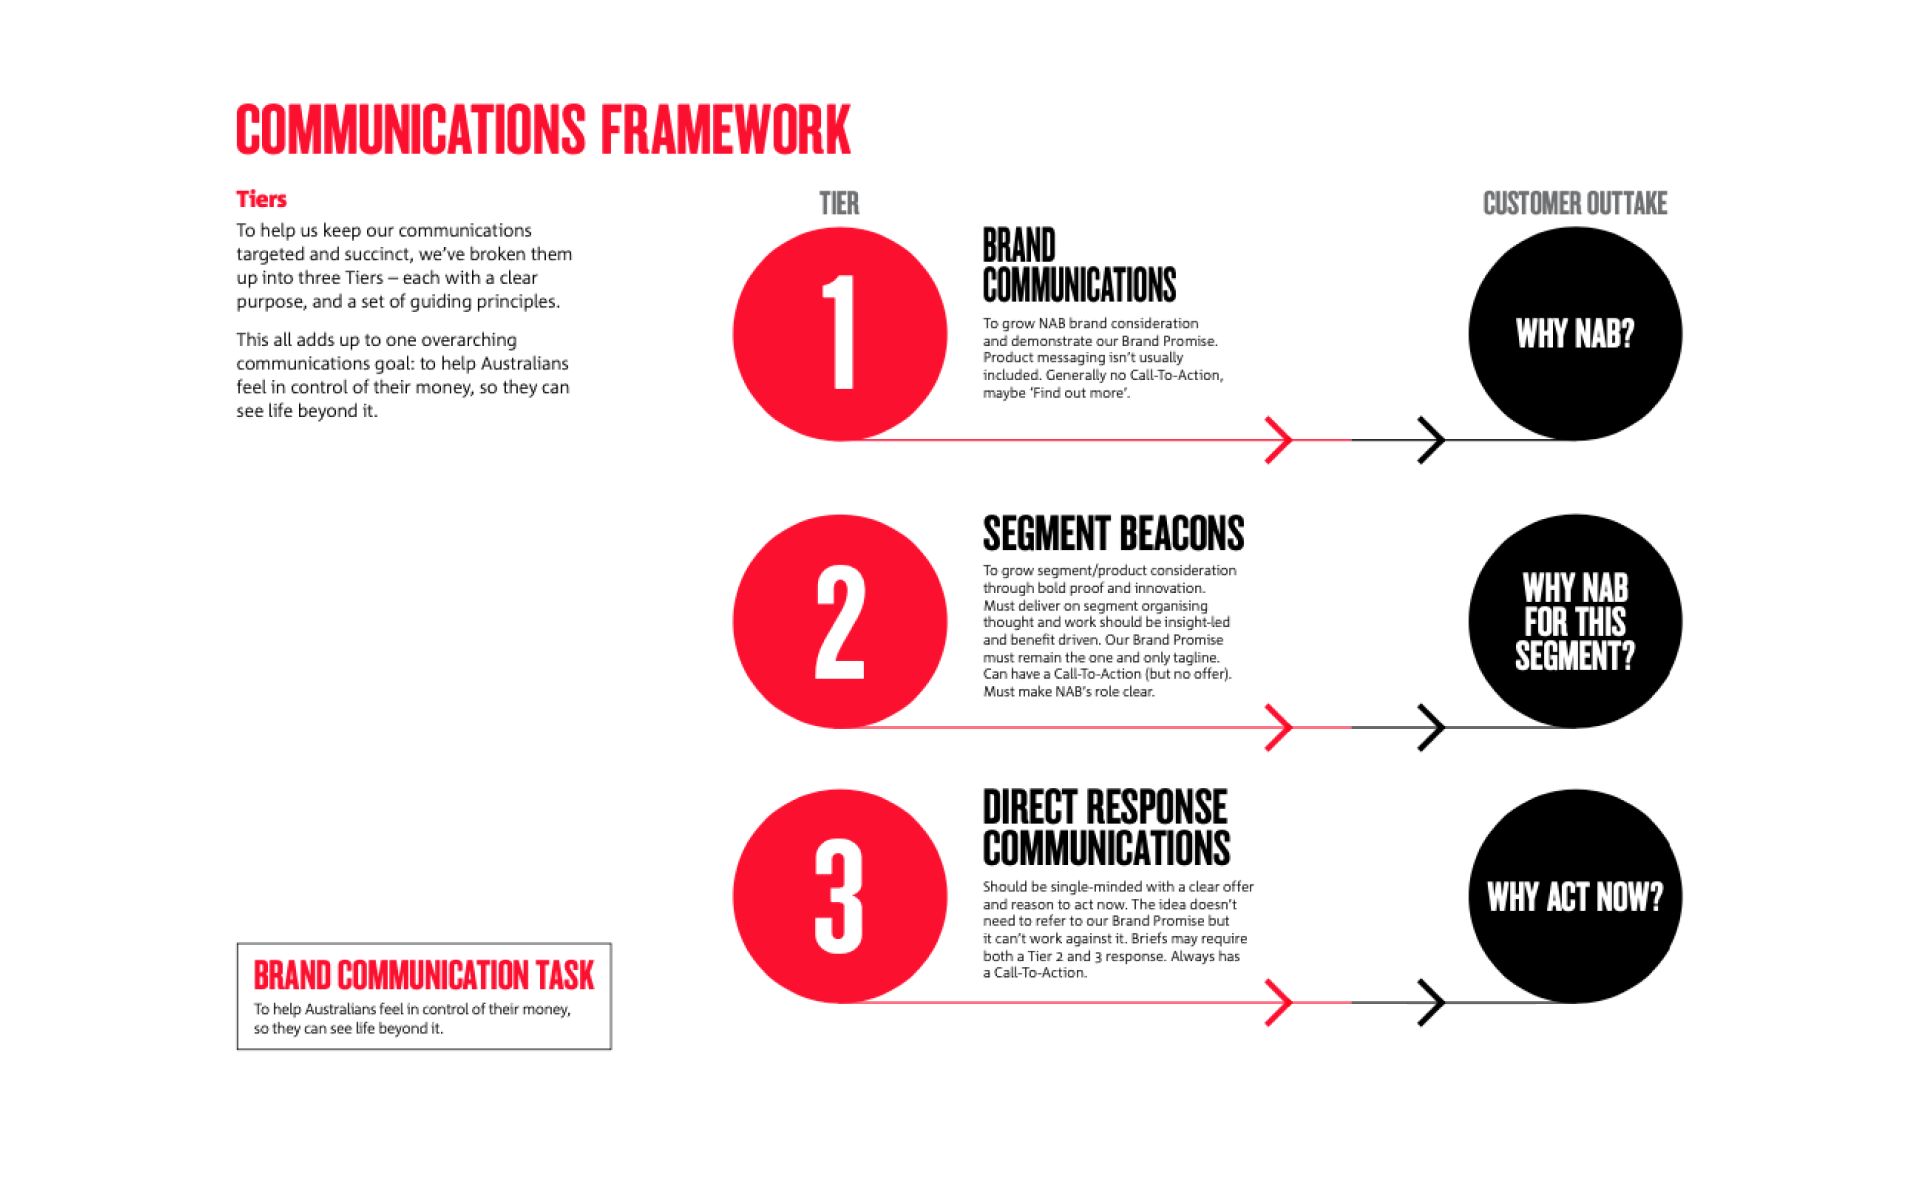 COMMUNICATIONS FRAMEWORK
Tiers
To help us keep our communications
targeted and succinct, we’ve broken them
up into three Tiers – each with a clear
purpose, and a set of guiding principles.
This all adds up to one overarching
communications goal: to help Australians
feel in control of their money, so they can
see life beyond it.
BRAND COMMUNICATION TASK
To help Australians feel in control of their money,
so they can see life beyond it.
TIER
CUSTOMER OUTTAKE
1
BRAND
COMMUNICATIONS
To grow NAB brand consideration
and demonstrate our Brand Promise.
Product messaging isn’t usually
included. Generally no Call-To-Action,
maybe ‘Find out more’.
WHY NAB?
2
SEGMENT BEACONS
To grow segment/product consideration
through bold proof and innovation.
Must deliver on segment organising
thought and work should be insight-led
and benefit driven. Our Brand Promise
must remain the one and only tagline.
Can have a Call-To-Action (but no offer).
Must make NAB’s role clear.
WHY NAB
FOR THIS
SEGMENT?
3
DIRECT RESPONSE
COMMUNICATIONS
Should be single-minded with a clear offer
and reason to act now. The idea doesn’t
need to refer to our Brand Promise but
it can’t work against it. Briefs may require
both a Tier 2 and 3 response. Always has
a Call-To-Action.
WHY ACT NOW?